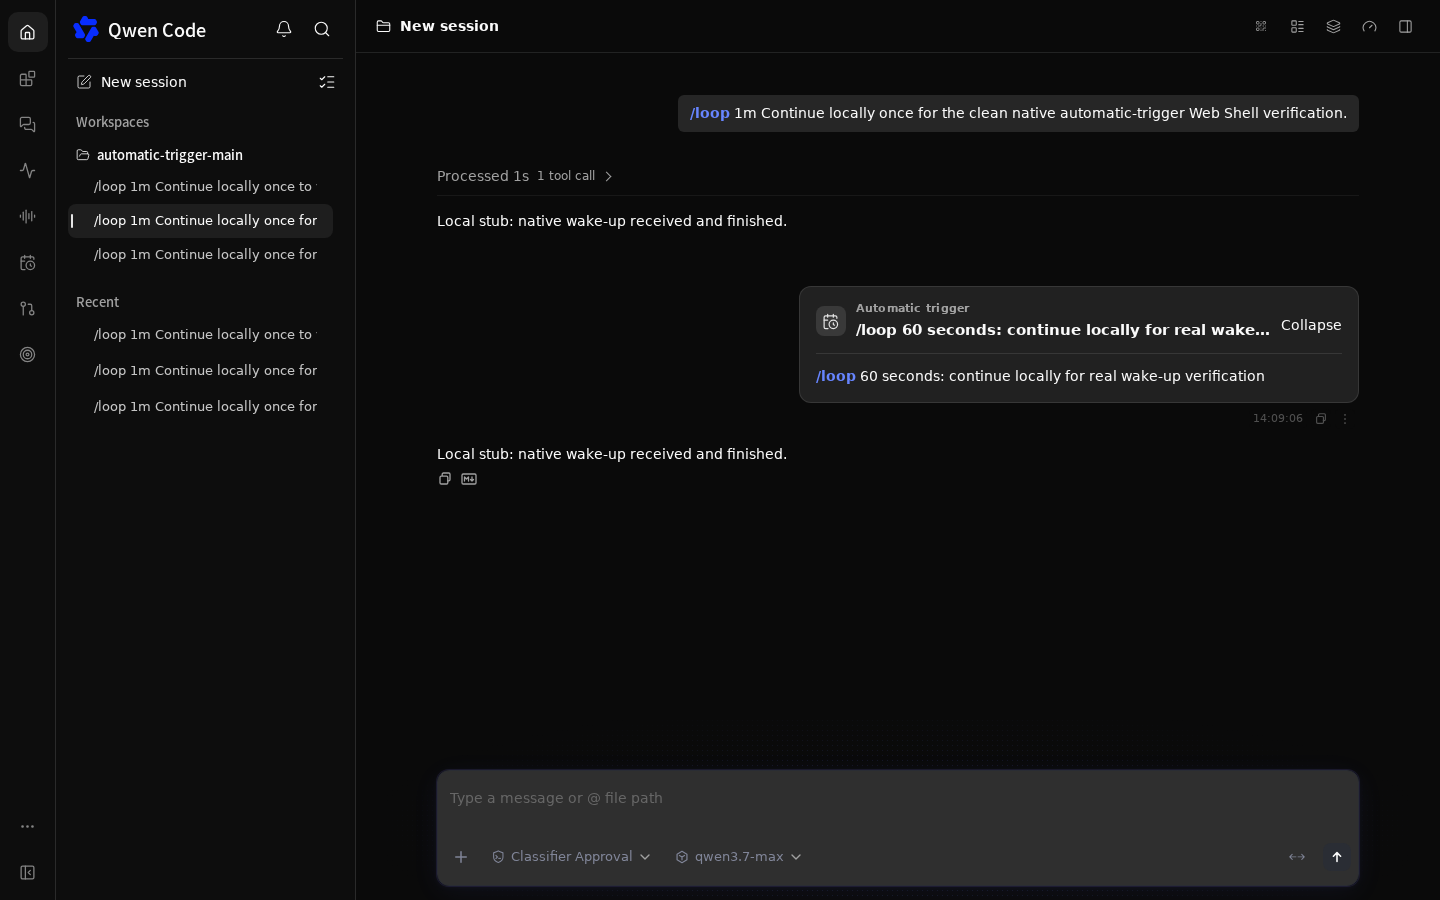 Qwen Code
New session
Workspaces
automatic-trigger-main
/loop 1m Continue locally once to
/loop 1m Continue locally once for
/loop 1m Continue locally once for
Recent
/loop 1m Continue locally once to
/loop 1m Continue locally once for
/loop 1m Continue locally once for
New session
/loop 1m Continue locally once for the clean native automatic-trigger Web Shell verification.
Processed 1s 1 tool call
Local stub: native wake-up received and finished.
Automatic trigger
/loop 60 seconds: continue locally for real wake...
Collapse
/loop 60 seconds: continue locally for real wake-up verification
14:09:06
Local stub: native wake-up received and finished.
Type a message or @ file path
Classifier Approval
qwen3.7-max